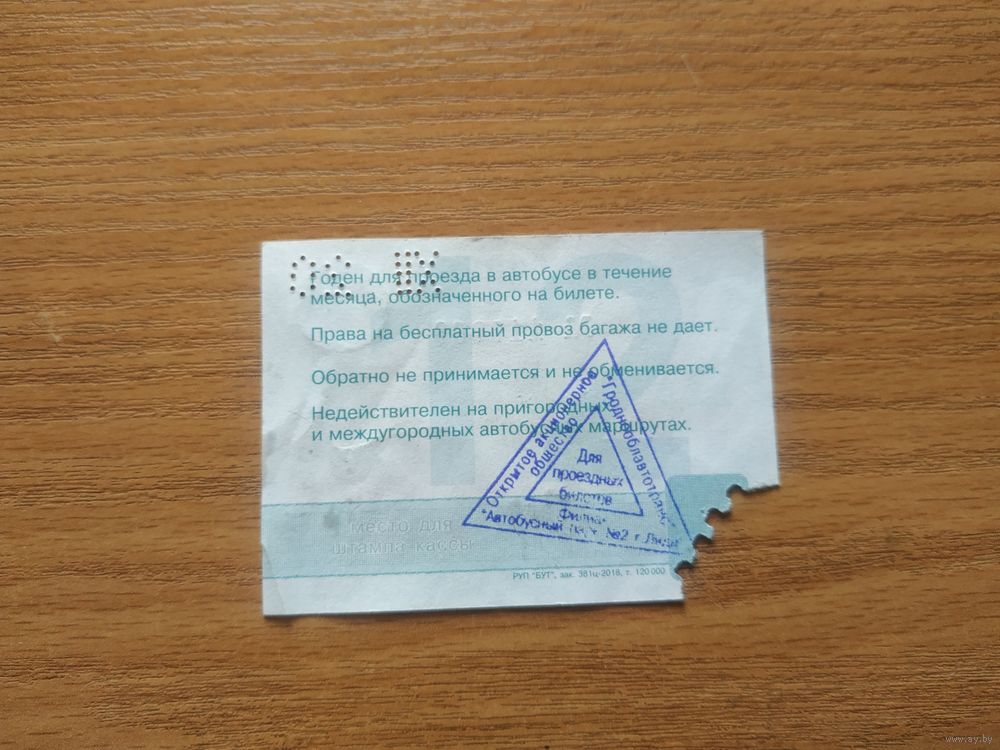 Годен для проезда в автобусе в течение
месяца, обозначенного на билете.
Права на бесплатный провоз багажа не дает.
Обратно не принимается и не обменивается.
Недействителен на пригородных
и междугородных автобусных маршрутах.
Открытое акционерное
общество
"Гроднооблавтотранс"
Для
проездных
билетов
Филиал
"Автобусный парк №2 г.Лида"
место для
штампа кассы
РУП "БУТ", зак. 381ц-2018, т. 120 000
www.ay.by